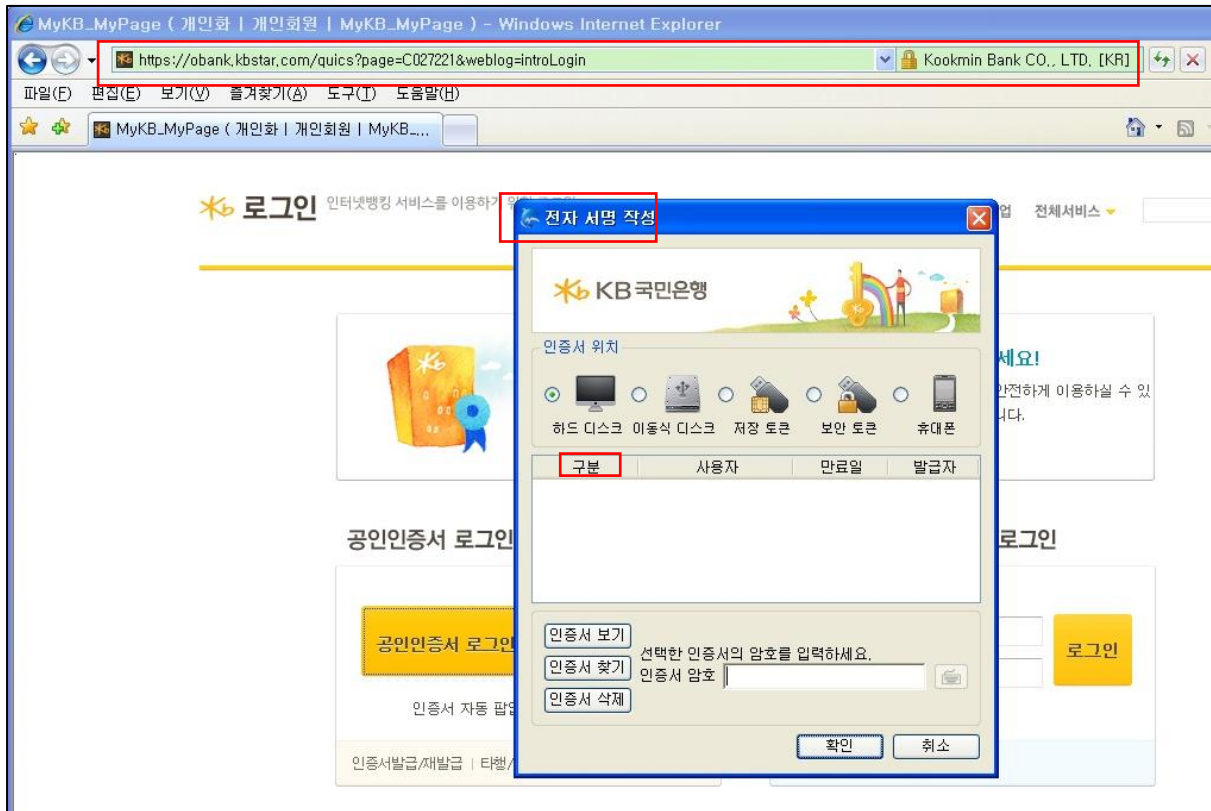 MyKB_MyPage ( 개인화 | 개인회원 | MyKB_MyPage ) - Windows Internet Explorer
https://obank.kbstar.com/quics?page=C027221&weblog=introLogin
Kookmin Bank CO., LTD. [KR]
파일(F) 편집(E) 보기(V) 즐겨찾기(A) 도구(T) 도움말(H)
MyKB_MyPage ( 개인화 | 개인회원 | MyKB_...
Kb 로그인 인터넷뱅킹 서비스를 이용하기
업 전체서비스
전자 서명 작성
Kb KB국민은행
인증서 위치
하드 디스크 이동식 디스크 저장 토큰 보안 토큰 휴대폰
구분 사용자 만료일 발급자
Kb
세요!
안전하게 이용하실 수 있
니다.
공인인증서 로그인
로그인
공인인증서 로그인
로그인
인증서 보기
인증서 찾기
인증서 삭제
선택한 인증서의 암호를 입력하세요.
인증서 암호
인증서 자동 팝업
확인 취소
인증서발급/재발급 | 타행/